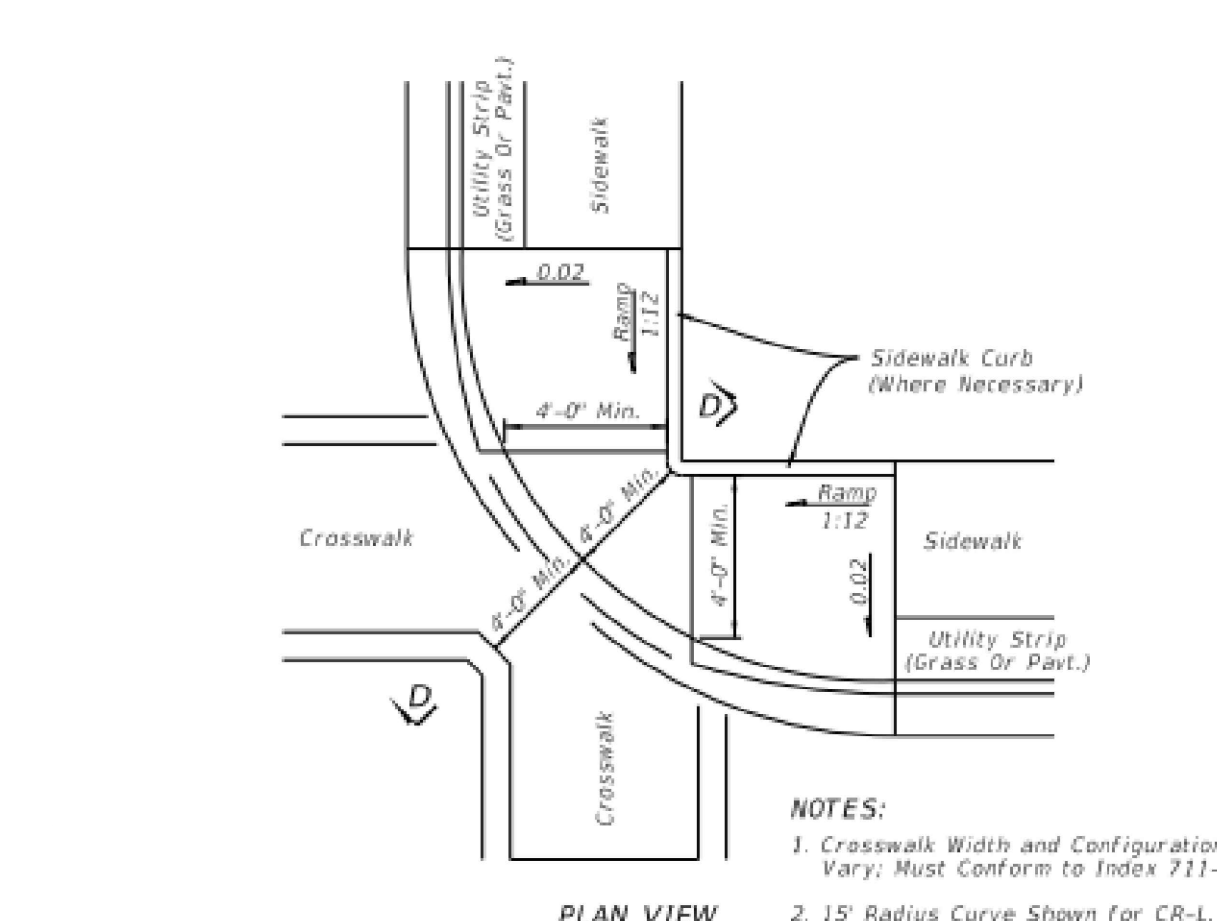 Utility Strip
(Grass Or Pavt.)
Sidewalk
0.02
Ramp
1:12
Sidewalk Curb
(Where Necessary)
D
4'-0" Min.
4'-0" Min.
4'-0" Min.
4'-0" Min.
Ramp
1:12
Crosswalk
Sidewalk
0.02
Utility Strip
(Grass Or Pavt.)
D
Crosswalk
NOTES:
1. Crosswalk Width and Configuration
Vary; Must Conform to Index 711-
PLAN VIEW
2. 15' Radius Curve Shown for CR-L.